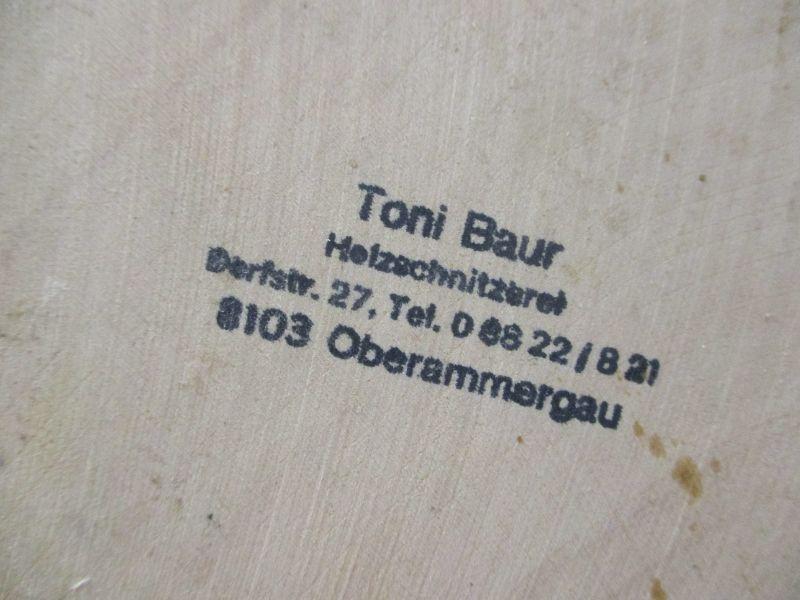 Toni Baur
Holzschnitzerei
Dorfstr. 27, Tel. 0 88 22 / 8 21
8103 Oberammergau